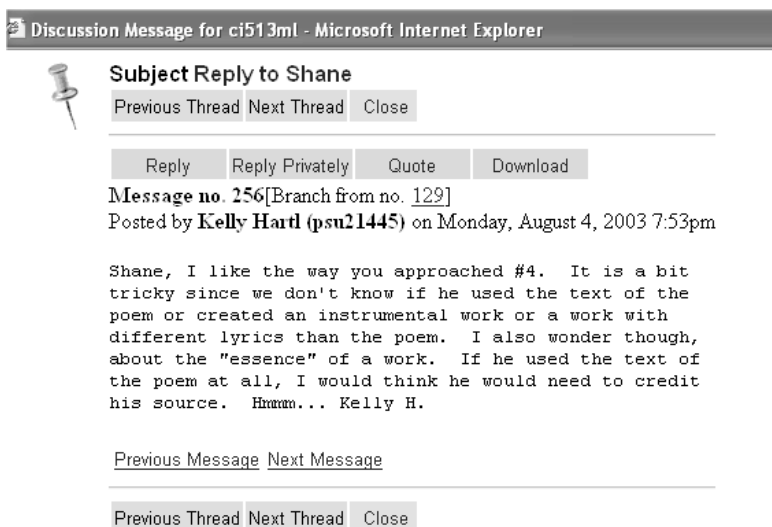 Discussion Message for ci513ml - Microsoft Internet Explorer
Subject Reply to Shane
Previous Thread Next Thread Close
Reply Reply Privately Quote Download
Message no. 256[Branch from no. 129]
Posted by Kelly Hartl (psu21445) on Monday, August 4, 2003 7:53pm
Shane, I like the way you approached #4. It is a bit
tricky since we don't know if he used the text of the
poem or created an instrumental work or a work with
different lyrics than the poem. I also wonder though,
about the "essence" of a work. If he used the text of
the poem at all, I would think he would need to credit
his source. Hmmm... Kelly H.
Previous Message Next Message
Previous Thread Next Thread Close